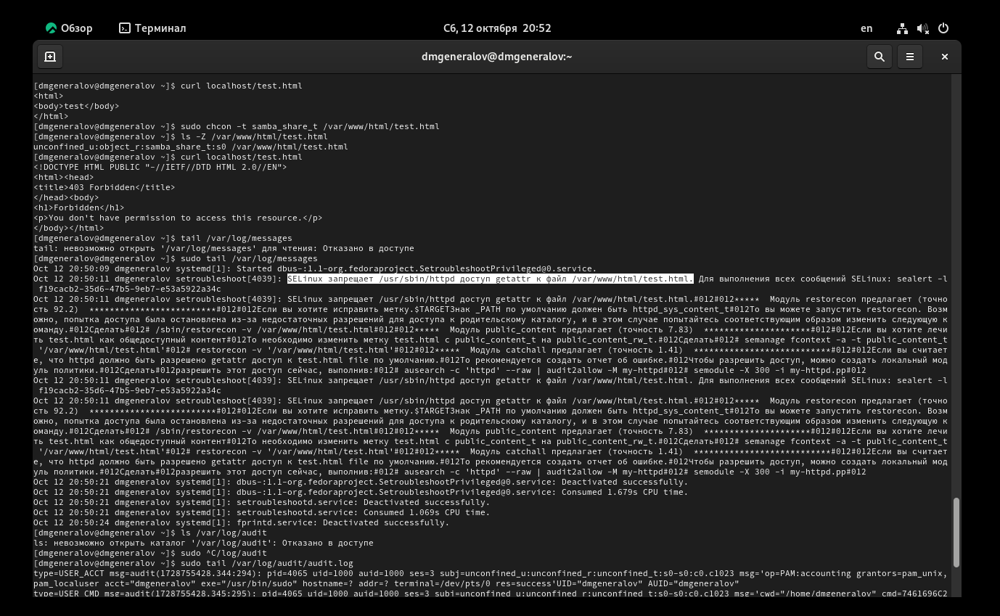 Обзор
Терминал
Сб, 12 октября 20:52
en
dmgeneralov@dmgeneralov:~
[dmgeneralov@dmgeneralov ~]$ curl localhost/test.html
<html>
<body>test</body>
</html>
[dmgeneralov@dmgeneralov ~]$ sudo chcon -t samba_share_t /var/www/html/test.html
[dmgeneralov@dmgeneralov ~]$ ls -Z /var/www/html/test.html
unconfined_u:object_r:samba_share_t:s0 /var/www/html/test.html
[dmgeneralov@dmgeneralov ~]$ curl localhost/test.html
<!DOCTYPE HTML PUBLIC "-//IETF//DTD HTML 2.0//EN">
<html><head>
<title>403 Forbidden</title>
</head><body>
<h1>Forbidden</h1>
<p>You don't have permission to access this resource.</p>
</body></html>
[dmgeneralov@dmgeneralov ~]$ tail /var/log/messages
tail: невозможно открыть '/var/log/messages' для чтения: Отказано в доступе
[dmgeneralov@dmgeneralov ~]$ sudo tail /var/log/messages
Oct 12 20:50:09 dmgeneralov systemd[1]: Started dbus-:1.1-org.fedoraproject.SetroubleshootPrivileged@0.service.
Oct 12 20:50:11 dmgeneralov setroubleshoot[4039]: SELinux запрещает /usr/sbin/httpd доступ getattr к файл /var/www/html/test.html. Для выполнения всех сообщений SELinux: sealert -l
 f19cacb2-35d6-47b5-9eb7-e53a5922a34c
Oct 12 20:50:11 dmgeneralov setroubleshoot[4039]: SELinux запрещает /usr/sbin/httpd доступ getattr к файл /var/www/html/test.html.#012#012*****  Модуль restorecon предлагает (точно
сть 92.2)  *************************#012#012Если вы хотите исправить метку.$TARGETЗнак _PATH по умолчанию должен быть httpd_sys_content_t#012То вы можете запустить restorecon. Возм
ожно, попытка доступа была остановлена из-за недостаточных разрешений для доступа к родительскому каталогу, и в этом случае попытайтесь соответствующим образом изменить следующую к
оманду.#012Сделать#012# /sbin/restorecon -v /var/www/html/test.html#012#012*****  Модуль public_content предлагает (точность 7.83)  *********************#012#012Если вы хотите лечи
ть test.html как общедоступный контент#012То необходимо изменить метку test.html с public_content_t на public_content_rw_t.#012Сделать#012# semanage fcontext -a -t public_content_t
 '/var/www/html/test.html'#012# restorecon -v '/var/www/html/test.html'#012#012*****  Модуль catchall предлагает (точность 1.41)  **************************#012#012Если вы считает
е, что httpd должно быть разрешено getattr доступ к test.html file по умолчанию.#012То рекомендуется создать отчет об ошибке.#012Чтобы разрешить доступ, можно создать локальный мод
уль политики.#012Сделать#012разрешить этот доступ сейчас, выполнив:#012# ausearch -c 'httpd' --raw | audit2allow -M my-httpd#012# semodule -X 300 -i my-httpd.pp#012
Oct 12 20:50:11 dmgeneralov setroubleshoot[4039]: SELinux запрещает /usr/sbin/httpd доступ getattr к файл /var/www/html/test.html. Для выполнения всех сообщений SELinux: sealert -l
 f19cacb2-35d6-47b5-9eb7-e53a5922a34c
Oct 12 20:50:11 dmgeneralov setroubleshoot[4039]: SELinux запрещает /usr/sbin/httpd доступ getattr к файл /var/www/html/test.html.#012#012*****  Модуль restorecon предлагает (точно
сть 92.2)  *************************#012#012Если вы хотите исправить метку.$TARGETЗнак _PATH по умолчанию должен быть httpd_sys_content_t#012То вы можете запустить restorecon. Возм
ожно, попытка доступа была остановлена из-за недостаточных разрешений для доступа к родительскому каталогу, и в этом случае попытайтесь соответствующим образом изменить следующую к
оманду.#012Сделать#012# /sbin/restorecon -v /var/www/html/test.html#012#012*****  Модуль public_content предлагает (точность 7.83)  *********************#012#012Если вы хотите лечи
ть test.html как общедоступный контент#012То необходимо изменить метку test.html с public_content_t на public_content_rw_t.#012Сделать#012# semanage fcontext -a -t public_content_t
 '/var/www/html/test.html'#012# restorecon -v '/var/www/html/test.html'#012#012*****  Модуль catchall предлагает (точность 1.41)  **************************#012#012Если вы считает
е, что httpd должно быть разрешено getattr доступ к test.html file по умолчанию.#012То рекомендуется создать отчет об ошибке.#012Чтобы разрешить доступ, можно создать локальный мод
уль политики.#012Сделать#012разрешить этот доступ сейчас, выполнив:#012# ausearch -c 'httpd' --raw | audit2allow -M my-httpd#012# semodule -X 300 -i my-httpd.pp#012
Oct 12 20:50:21 dmgeneralov systemd[1]: dbus-:1.1-org.fedoraproject.SetroubleshootPrivileged@0.service: Deactivated successfully.
Oct 12 20:50:21 dmgeneralov systemd[1]: dbus-:1.1-org.fedoraproject.SetroubleshootPrivileged@0.service: Consumed 1.679s CPU time.
Oct 12 20:50:21 dmgeneralov systemd[1]: setroubleshootd.service: Deactivated successfully.
Oct 12 20:50:21 dmgeneralov systemd[1]: setroubleshootd.service: Consumed 1.069s CPU time.
Oct 12 20:50:24 dmgeneralov systemd[1]: fprintd.service: Deactivated successfully.
[dmgeneralov@dmgeneralov ~]$ ls /var/log/audit
ls: невозможно открыть каталог '/var/log/audit': Отказано в доступе
[dmgeneralov@dmgeneralov ~]$ sudo ^C/log/audit
[dmgeneralov@dmgeneralov ~]$ sudo tail /var/log/audit/audit.log
type=USER_ACCT msg=audit(1728755428.344:294): pid=4065 uid=1000 auid=1000 ses=3 subj=unconfined_u:unconfined_r:unconfined_t:s0-s0:c0.c1023 msg='op=PAM:accounting grantors=pam_unix,
pam_localuser acct="dmgeneralov" exe="/usr/bin/sudo" hostname=? addr=? terminal=/dev/pts/0 res=success'UID="dmgeneralov" AUID="dmgeneralov"
type=USER_CMD msg=audit(1728755428.345:295): pid=4065 uid=1000 auid=1000 ses=3 subj=unconfined_u:unconfined_r:unconfined_t:s0-s0:c0.c1023 msg='cwd="/home/dmgeneralov" cmd=7461696C2